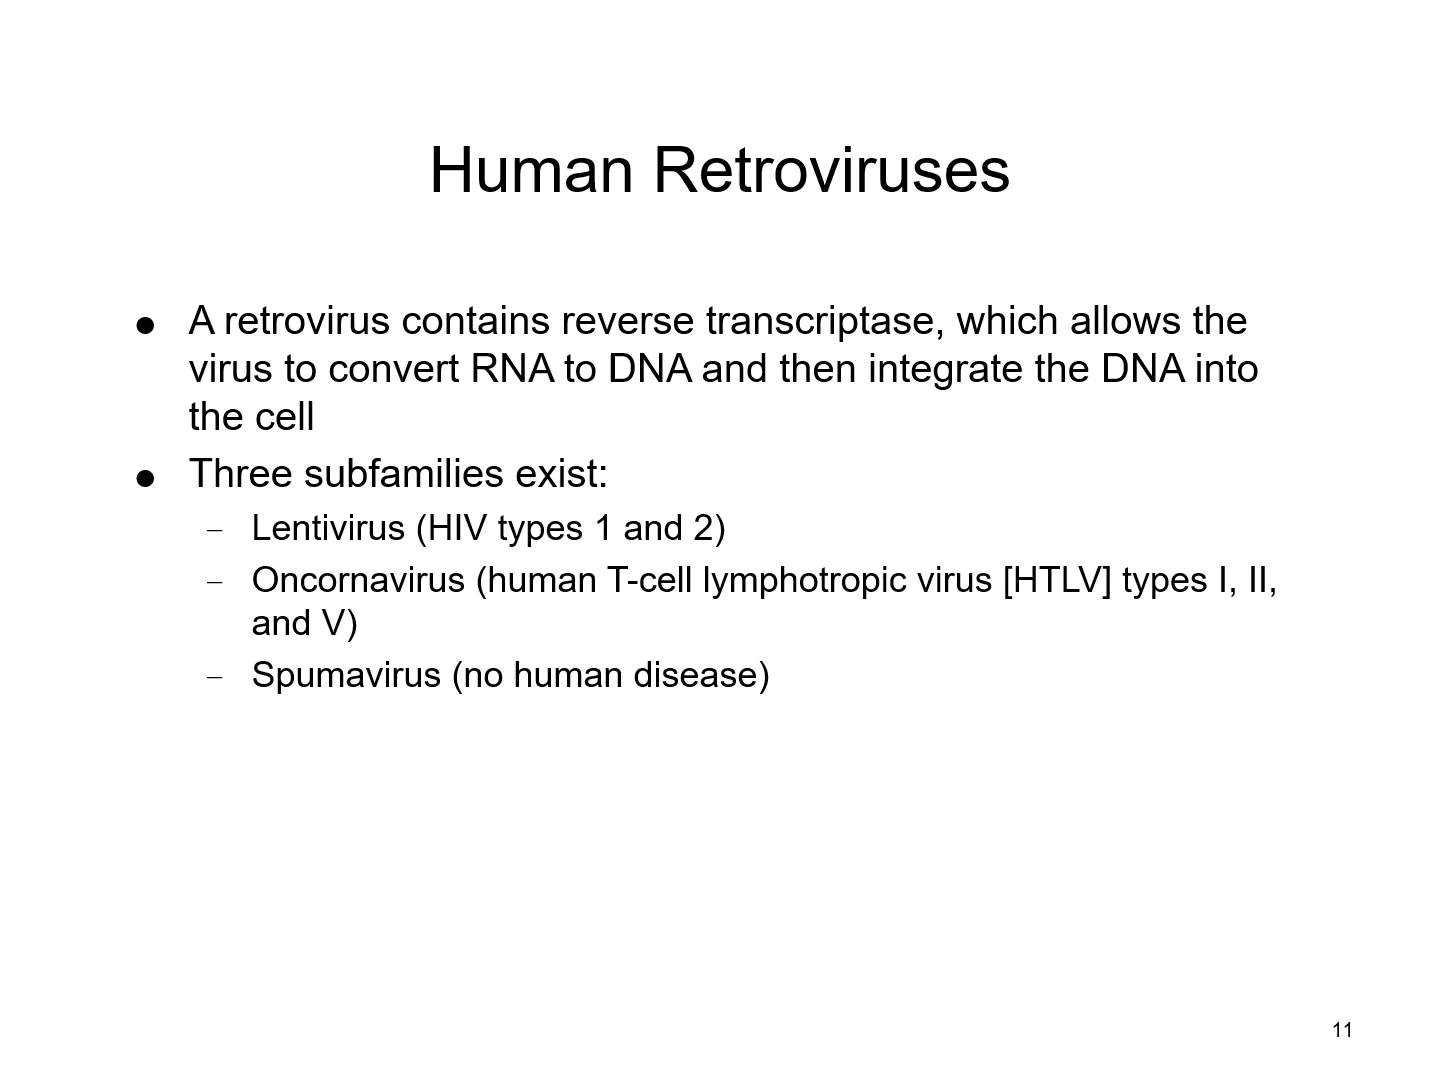 Human Retroviruses
● A retrovirus contains reverse transcriptase, which allows the
virus to convert RNA to DNA and then integrate the DNA into
the cell
● Three subfamilies exist:
– Lentivirus (HIV types 1 and 2)
– Oncornavirus (human T-cell lymphotropic virus [HTLV] types I, II,
and V)
– Spumavirus (no human disease)
11